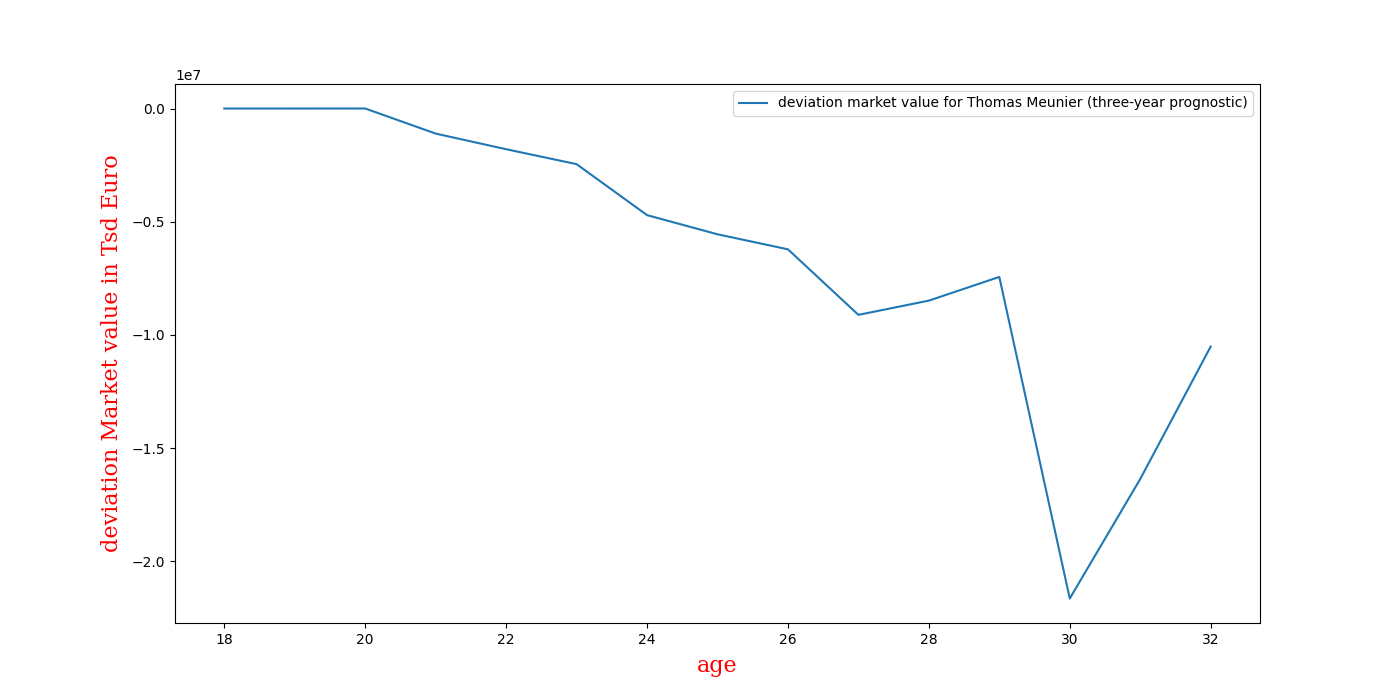 1e7
deviation market value for Thomas Meunier (three-year prognostic)
0.0
−0.5
−1.0
−1.5
−2.0
deviation Market value in Tsd Euro
18 20 22 24 26 28 30 32
age